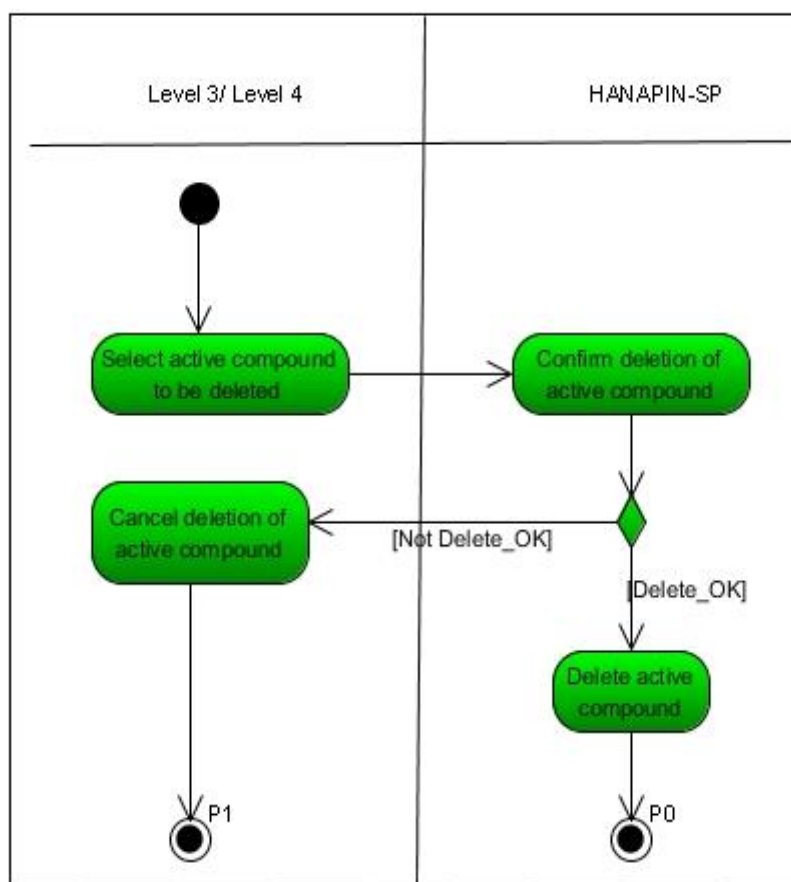 Level 3/ Level 4
HANAPIN-SP
Select active compound
to be deleted
Confirm deletion of
active compound
Cancel deletion of
active compound
[Not Delete_OK]
[Delete_OK]
Delete active
compound
P1
P0